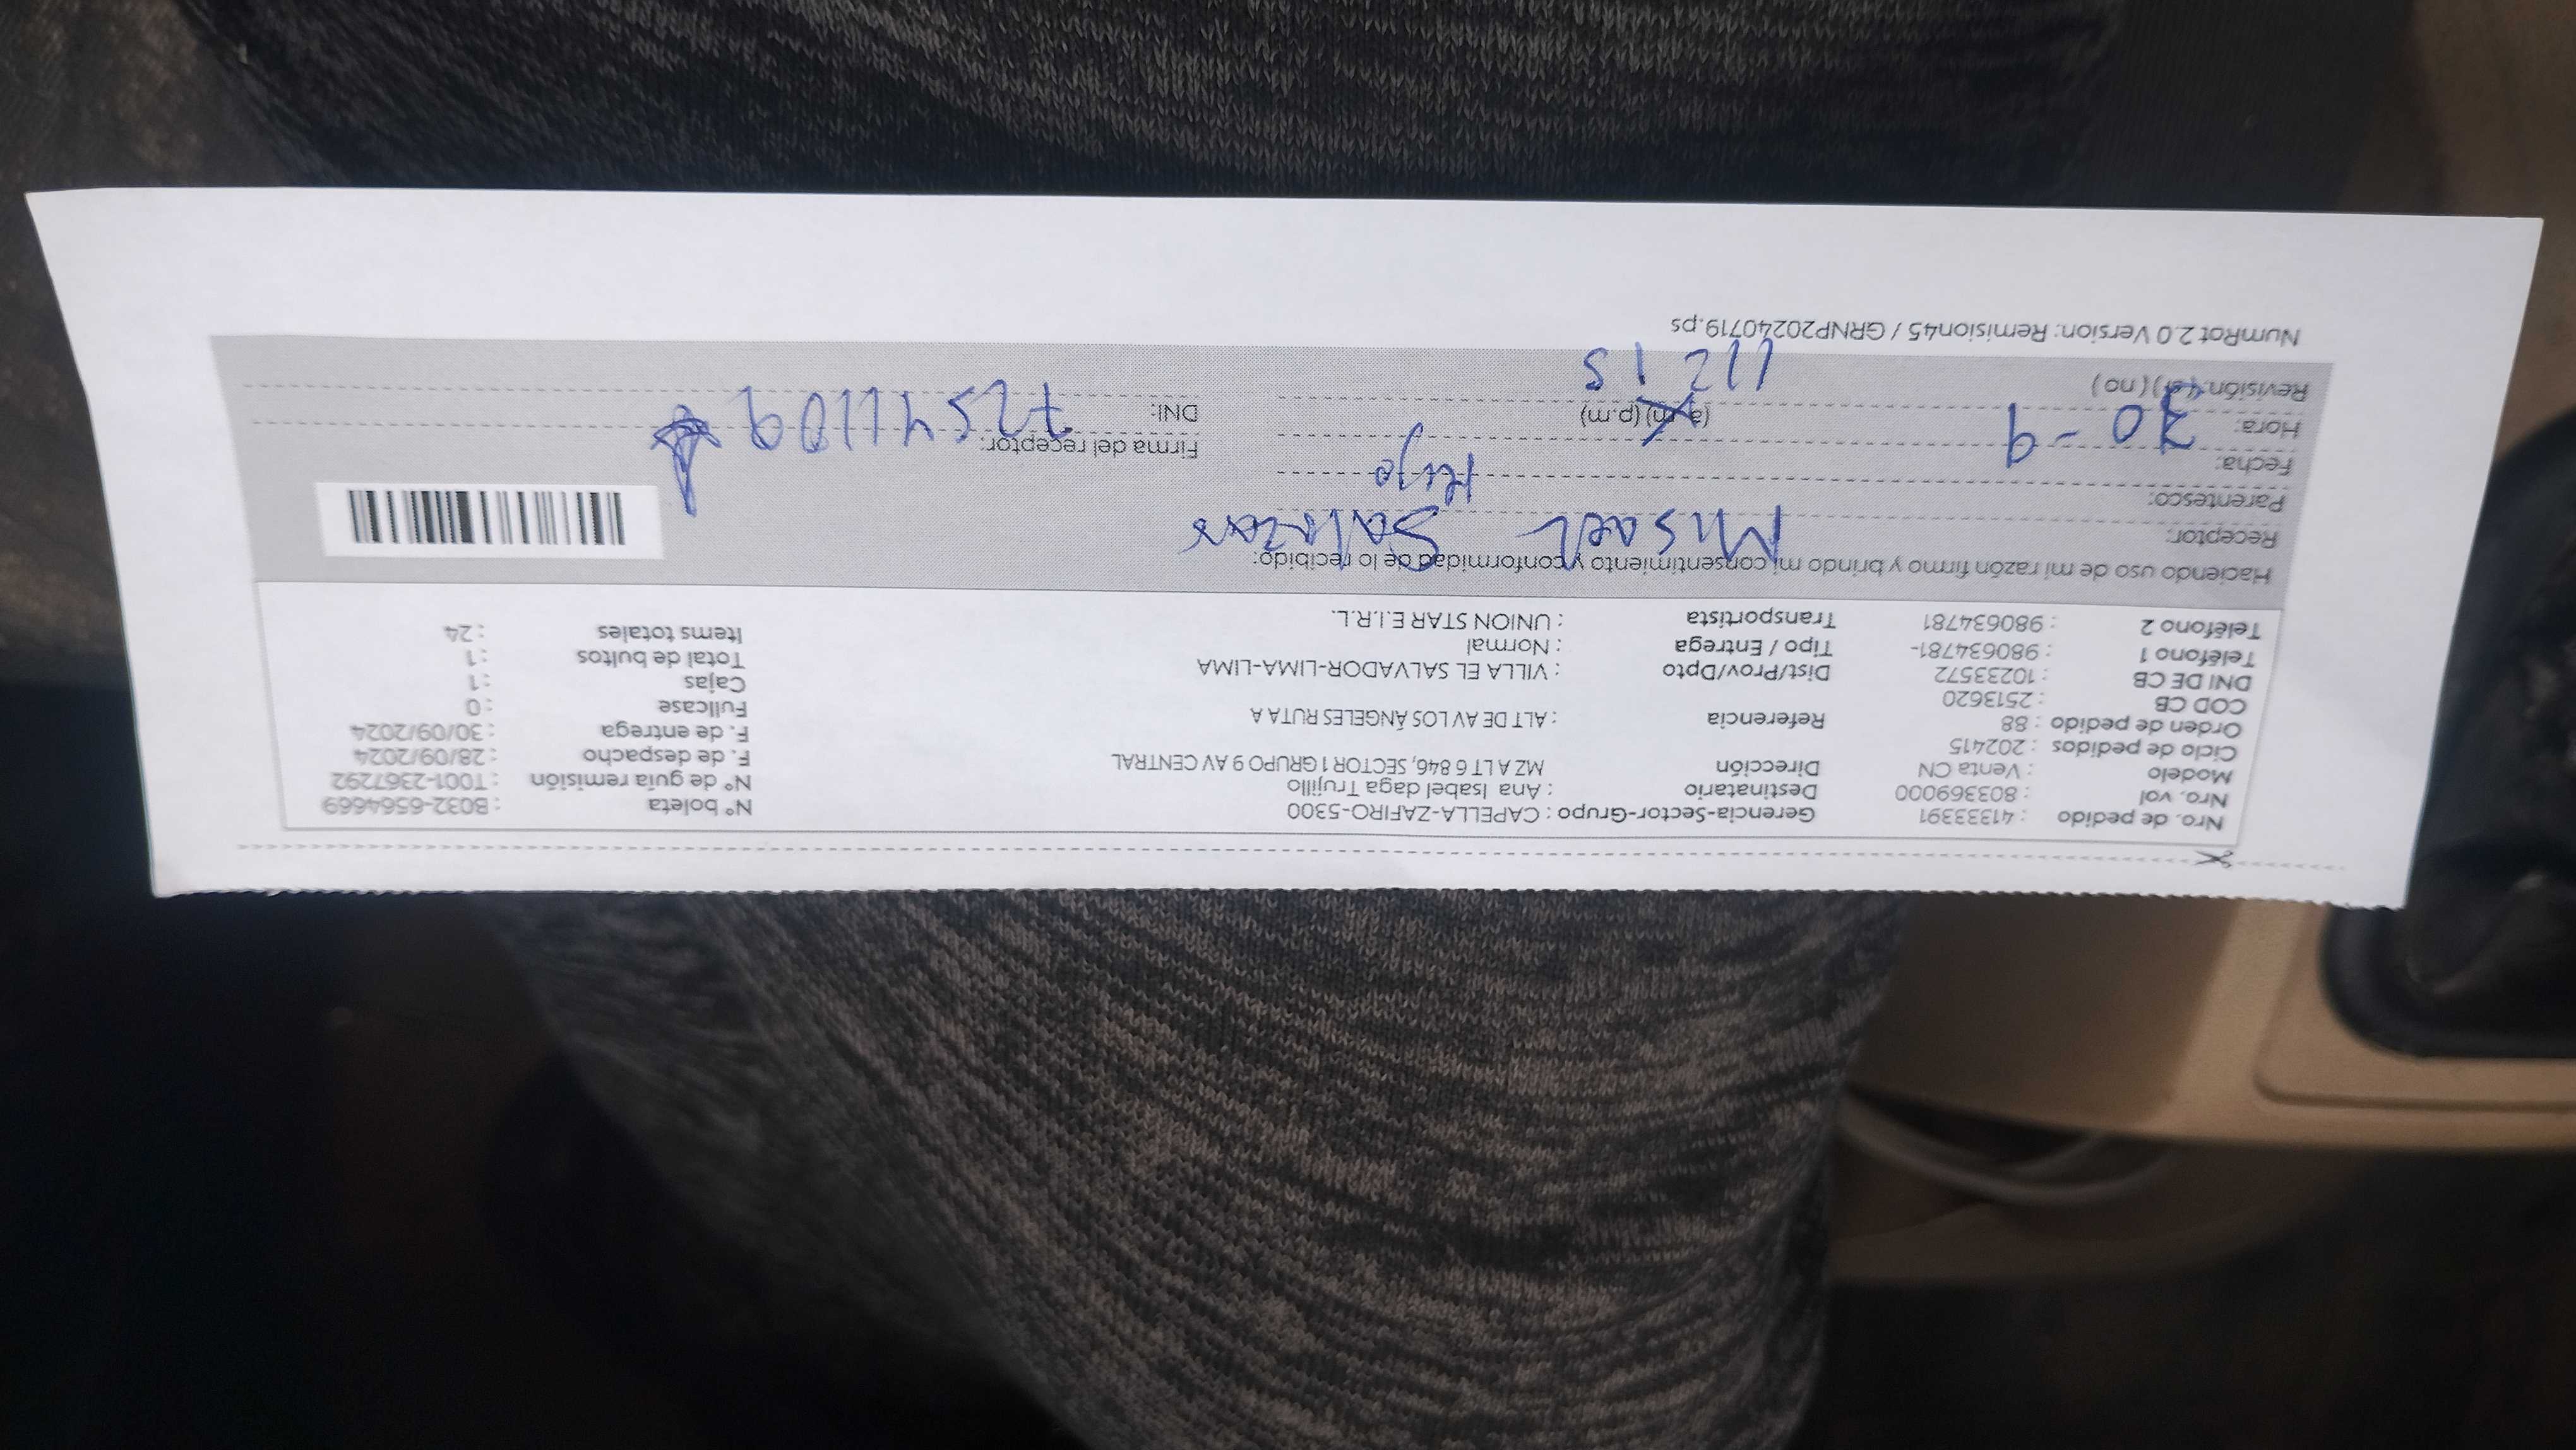 Nro. de pedido : 41333391 Gerencia-Sector-Grupo : CAPELLA-ZAFIRO-5300 N° boleta : B032-6564669
Nro. vol : 803369000 Destinatario : Ana Isabel daga Trujillo N° de guía remisión : T001-2367292
Modelo : Venta CN Dirección MZ A LT 6 846, SECTOR 1 GRUPO 9 AV CENTRAL F. de despacho : 28/09/2024
Ciclo de pedidos : 202415 F. de entrega : 30/09/2024
Orden de pedido : 88 Referencia : ALT DE AV LOS ÁNGELES RUTA A Fullcase : 0
COD CB : 2513620 Cajas : 1
DNI DE CB : 10233572 Dist/Prov/Dpto : VILLA EL SALVADOR-LIMA-LIMA Total de bultos : 1
Teléfono 1 : 980634781- Tipo / Entrega : Normal Items totales : 24
Teléfono 2 : 980634781 Transportista : UNION STAR E.I.R.L.
Haciendo uso de mi razón firmo y brindo mi consentimiento y conformidad de lo recibido:
Receptor: Misael Salazar
Parentesco: Hijo
Fecha: 30-9 Firma del receptor:
Hora: (a.m) (p.m) DNI: 72541109
Revisión: (si) (no)
NumRot 2.0 Version: Remision45 / GRNP20240719.ps